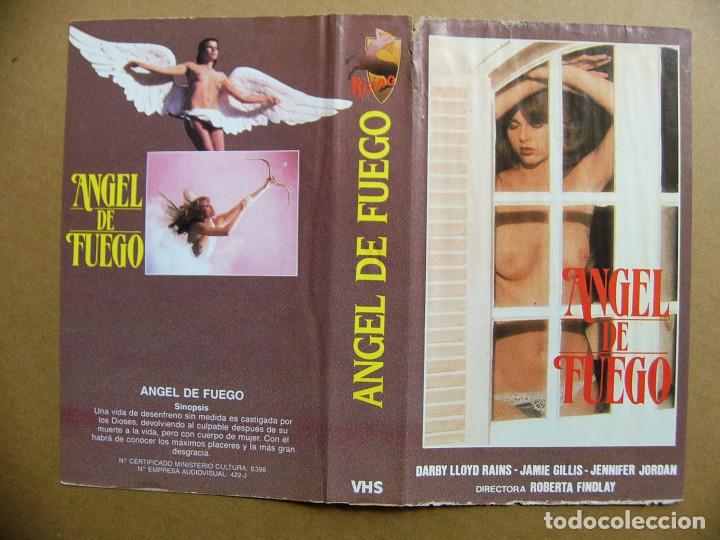 ANGEL
DE
FUEGO
ANGEL DE FUEGO
Sinopsis
Una vida de desenfreno sin medida es castigada por
los Dioses, devolviendo al culpable después de su
muerte a la vida, pero con cuerpo de mujer. Con él
habrá de conocer los máximos placeres y la más gran
desgracia.
N° CERTIFICADO MINISTERIO CULTURA: 8398
N° EMPRESA AUDIOVISUAL: 422-J
ANGEL DE FUEGO
VHS
ANGEL
DE
FUEGO
DARBY LLOYD RAINS - JAMIE GILLIS - JENNIFER JORDAN
DIRECTORA ROBERTA FINDLAY
todocoleccion